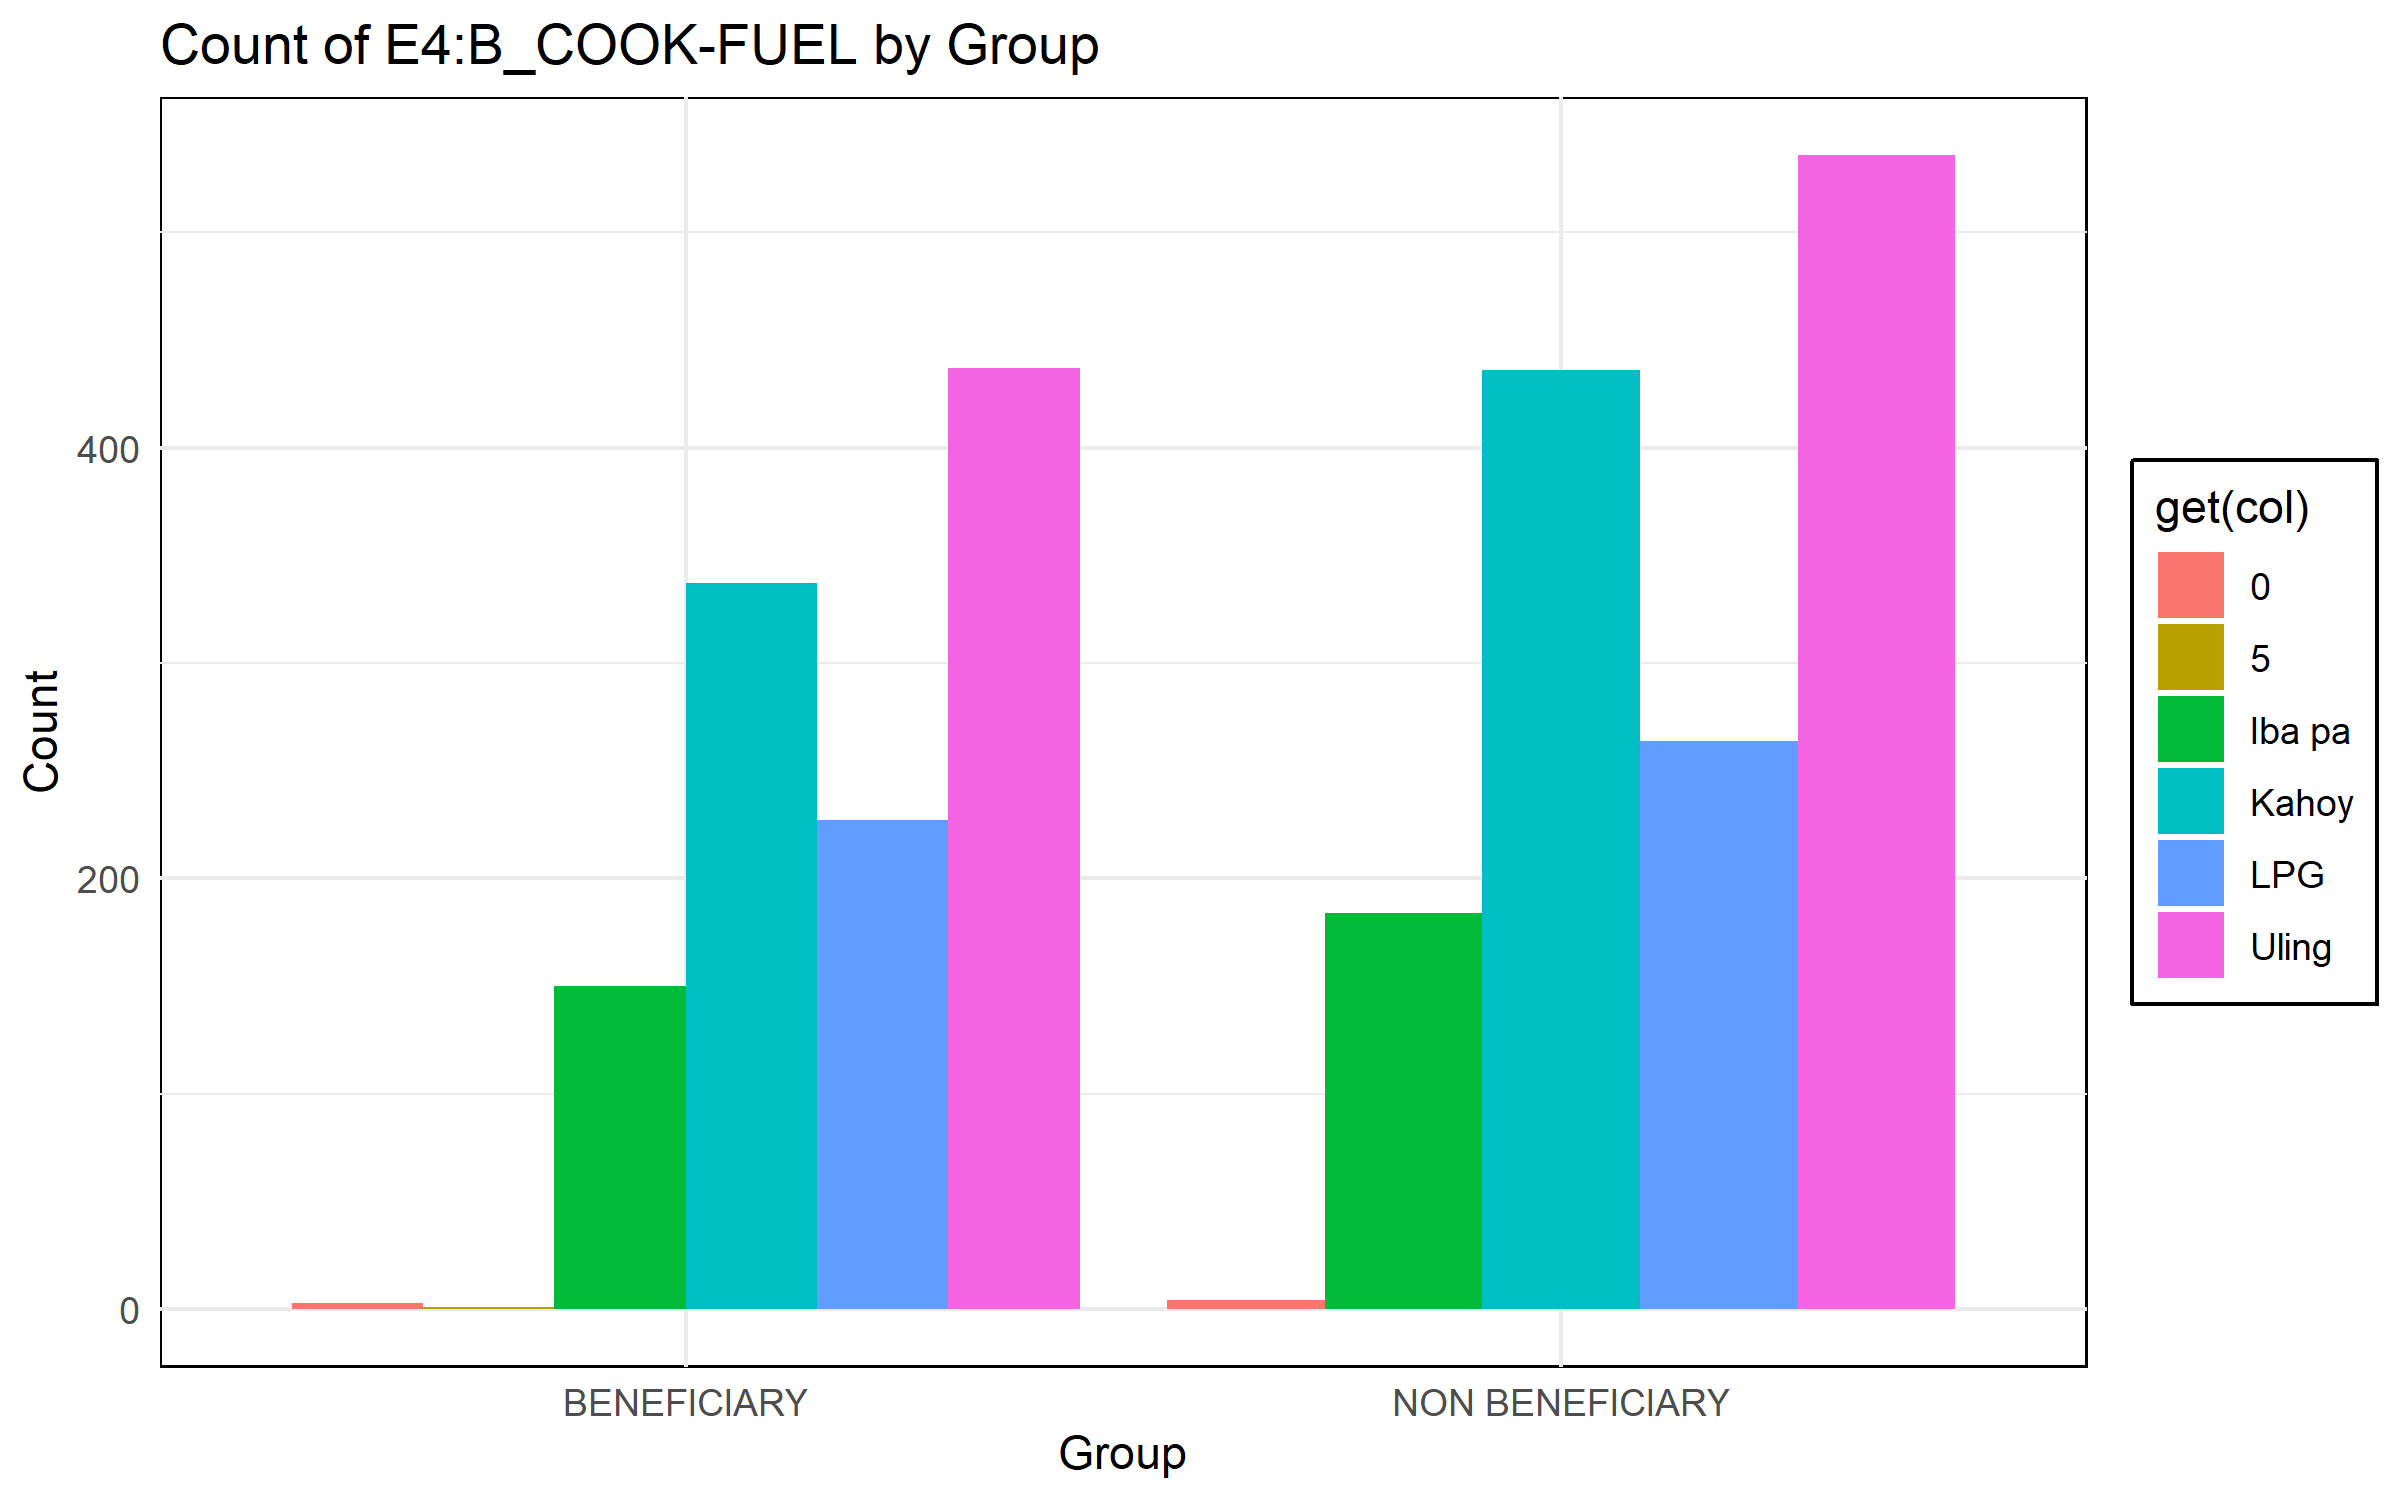 Count of E4:B_COOK-FUEL by Group
Count
400
200
0
BENEFICIARY
NON BENEFICIARY
Group
get(col)
0
5
Iba pa
Kahoy
LPG
Uling